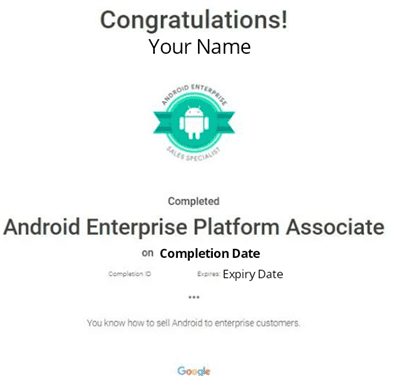 Congratulations!
Your Name
ANDROID ENTERPRISE
SALES SPECIALIST
Completed
Android Enterprise Platform Associate
on Completion Date
Completion ID Expires: Expiry Date
•••
You know how to sell Android to enterprise customers.
Google